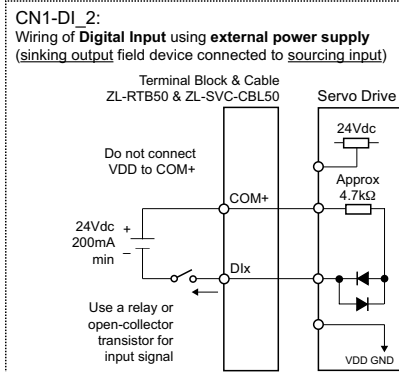 CN1-DI_2:
Wiring of Digital Input using external power supply
(sinking output field device connected to sourcing input)
Terminal Block & Cable
ZL-RTB50 & ZL-SVC-CBL50
Servo Drive
24Vdc
Do not connect
VDD to COM+
Approx
4.7kΩ
COM+
24Vdc
200mA
min
+
–
DIx
Use a relay or
open-collector
transistor for
input signal
VDD GND